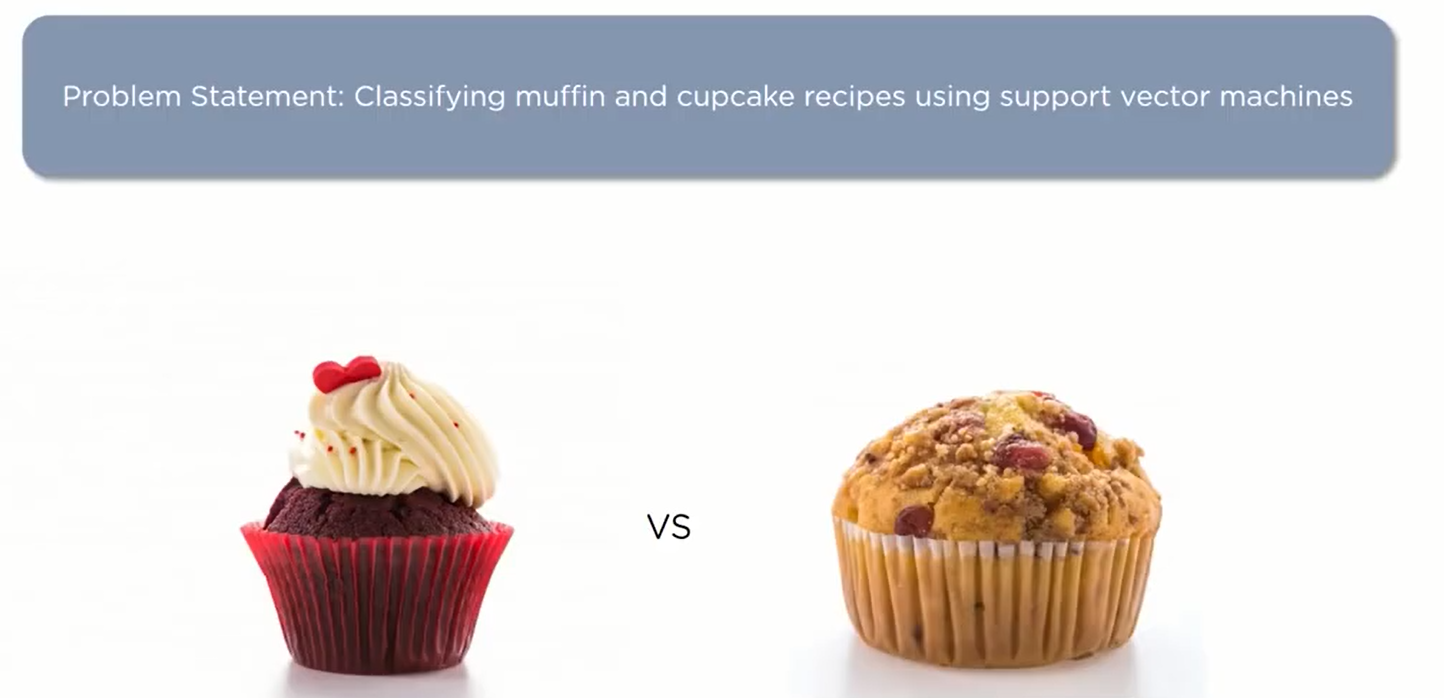 Problem Statement: Classifying muffin and cupcake recipes using support vector machines
VS